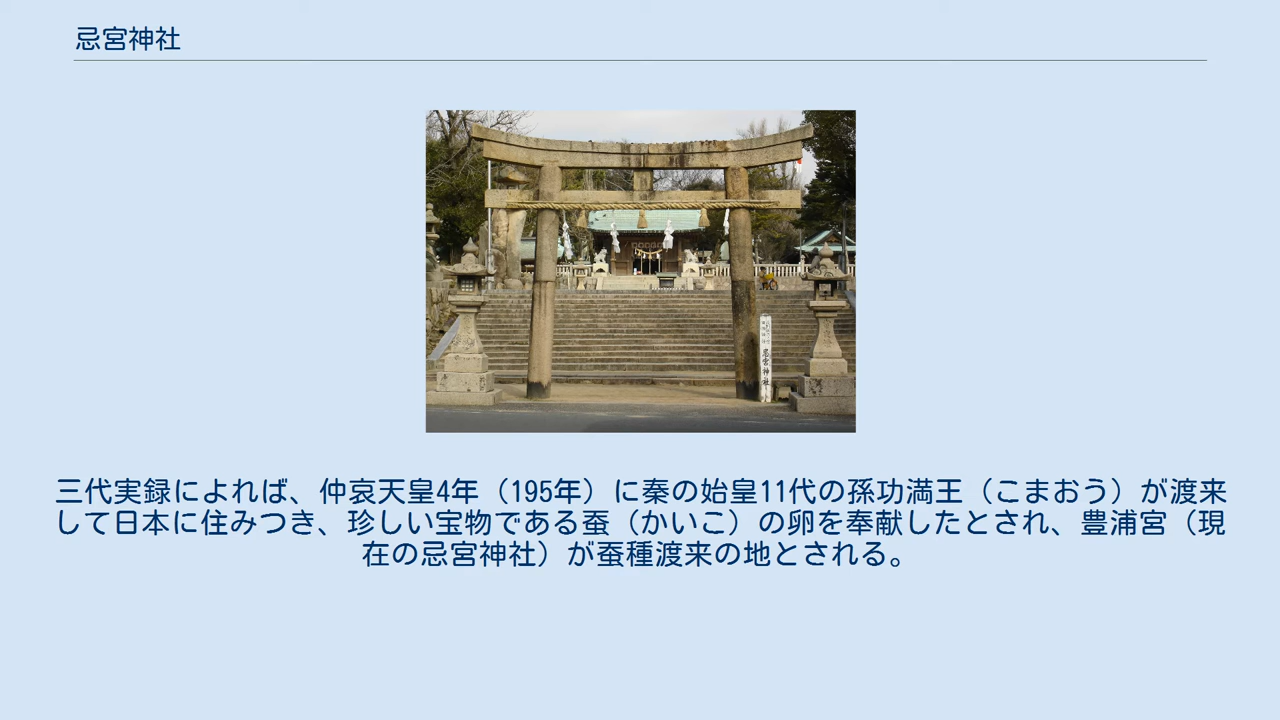 忌宮神社
忌宮神社
三代実録によれば、仲哀天皇4年（195年）に秦の始皇11代の孫功満王（こまおう）が渡来
して日本に住みつき、珍しい宝物である蚕（かいこ）の卵を奉献したとされ、豊浦宮（現
在の忌宮神社）が蚕種渡来の地とされる。